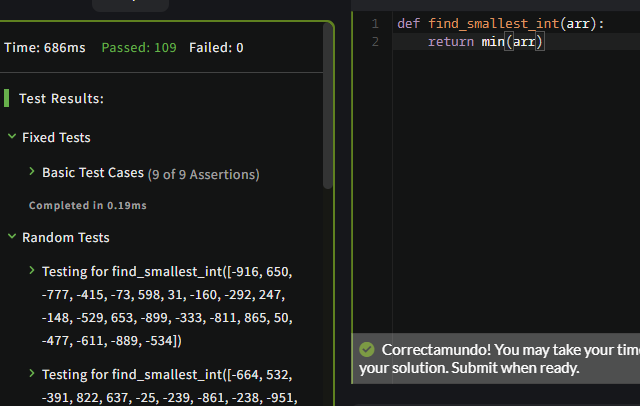 Time: 686ms Passed: 109 Failed: 0
Test Results:
Fixed Tests
Basic Test Cases (9 of 9 Assertions)
Completed in 0.19ms
Random Tests
Testing for find_smallest_int([-916, 650,
-777, -415, -73, 598, 31, -160, -292, 247,
-148, -529, 653, -899, -333, -811, 865, 50,
-477, -611, -889, -534])
Testing for find_smallest_int([-664, 532,
-391, 822, 637, -25, -239, -861, -238, -951,
1 def find_smallest_int(arr):
2 return min(arr)
Correctamundo! You may take your time
your solution. Submit when ready.